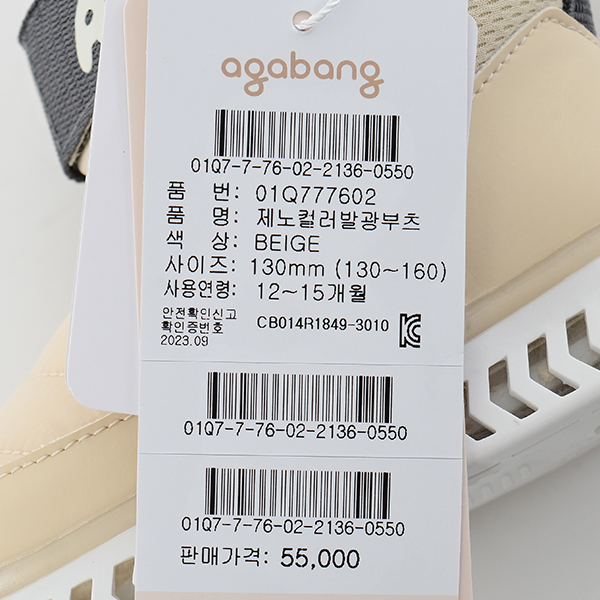 agabang
01Q7-7-76-02-2136-0550
품 번: 01Q777602
품 명: 제노컬러발광부츠
색 상: BEIGE
사이즈: 130mm (130~160)
사용연령: 12~15개월
안전확인신고
확인증번호 CB014R1849-3010
2023.09
01Q7-7-76-02-2136-0550
01Q7-7-76-02-2136-0550
판매가격: 55,000